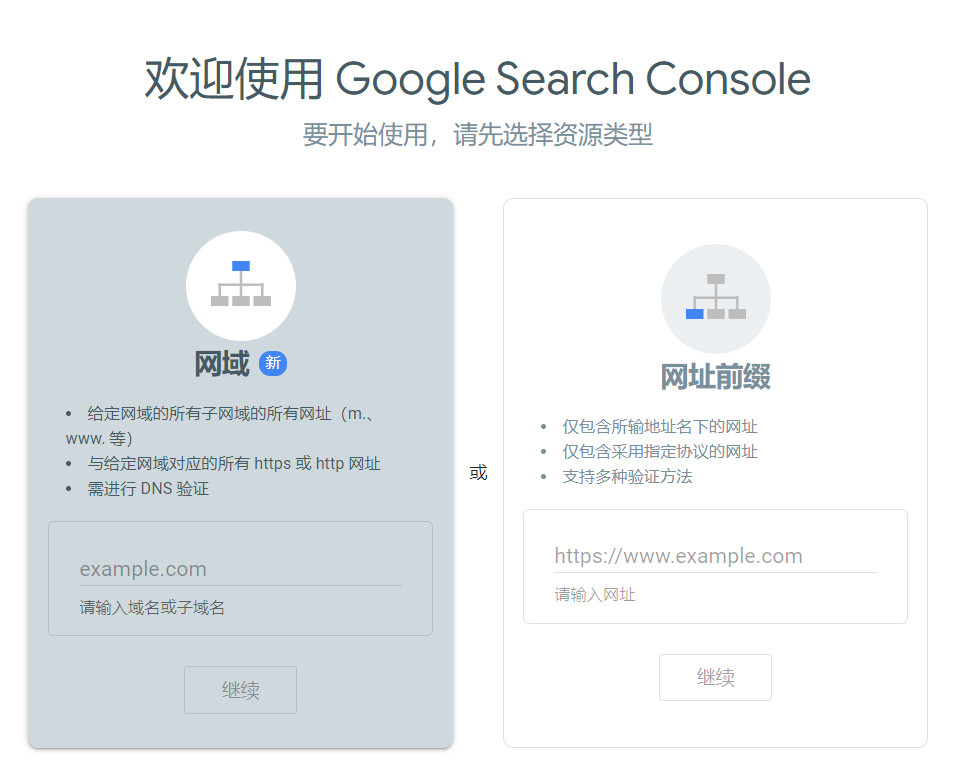 欢迎使用 Google Search Console
要开始使用，请先选择资源类型
网域 新
• 给定网域的所有子网域的所有网址（m.、
www. 等）
• 与给定网域对应的所有 https 或 http 网址
• 需进行 DNS 验证
example.com
请输入域名或子域名
继续
或
网址前缀
• 仅包含所输地址名下的网址
• 仅包含采用指定协议的网址
• 支持多种验证方法
https://www.example.com
请输入网址
继续